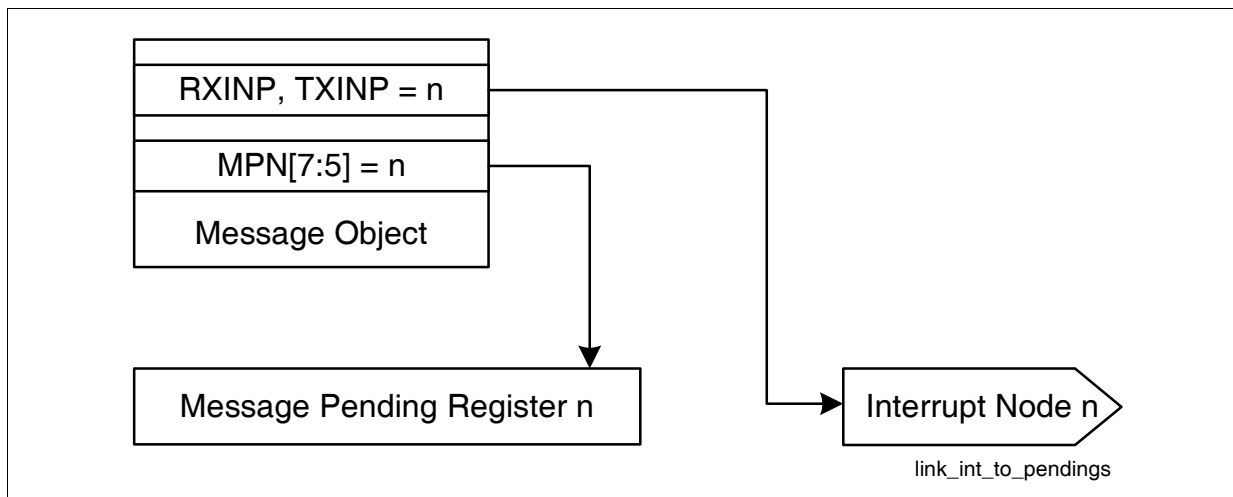 RXINP, TXINP = n
MPN[7:5] = n
Message Object
Message Pending Register n
Interrupt Node n
link_int_to_pendings